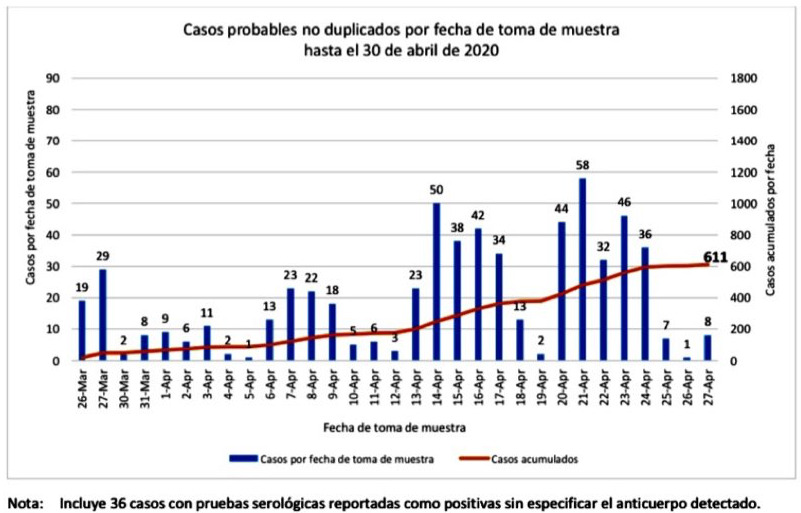 Casos probables no duplicados por fecha de toma de muestra
hasta el 30 de abril de 2020
Casos por fecha de toma de muestra
90
80
70
60
50
40
30
20
10
0
19
29
2
8
9
6
11
2
1
13
23
22
18
5
6
3
23
50
38
42
34
13
2
44
58
32
46
36
7
1
8
611
1800
1600
1400
1200
1000
800
600
400
200
0
Casos acumulados por fecha
26-Mar
27-Mar
30-Mar
31-Mar
1-Apr
2-Apr
3-Apr
4-Apr
5-Apr
6-Apr
7-Apr
8-Apr
9-Apr
10-Apr
11-Apr
12-Apr
13-Apr
14-Apr
15-Apr
16-Apr
17-Apr
18-Apr
19-Apr
20-Apr
21-Apr
22-Apr
23-Apr
24-Apr
25-Apr
26-Apr
27-Apr
Fecha de toma de muestra
Casos por fecha de toma de muestra
Casos acumulados
Nota: Incluye 36 casos con pruebas serológicas reportadas como positivas sin especificar el anticuerpo detectado.